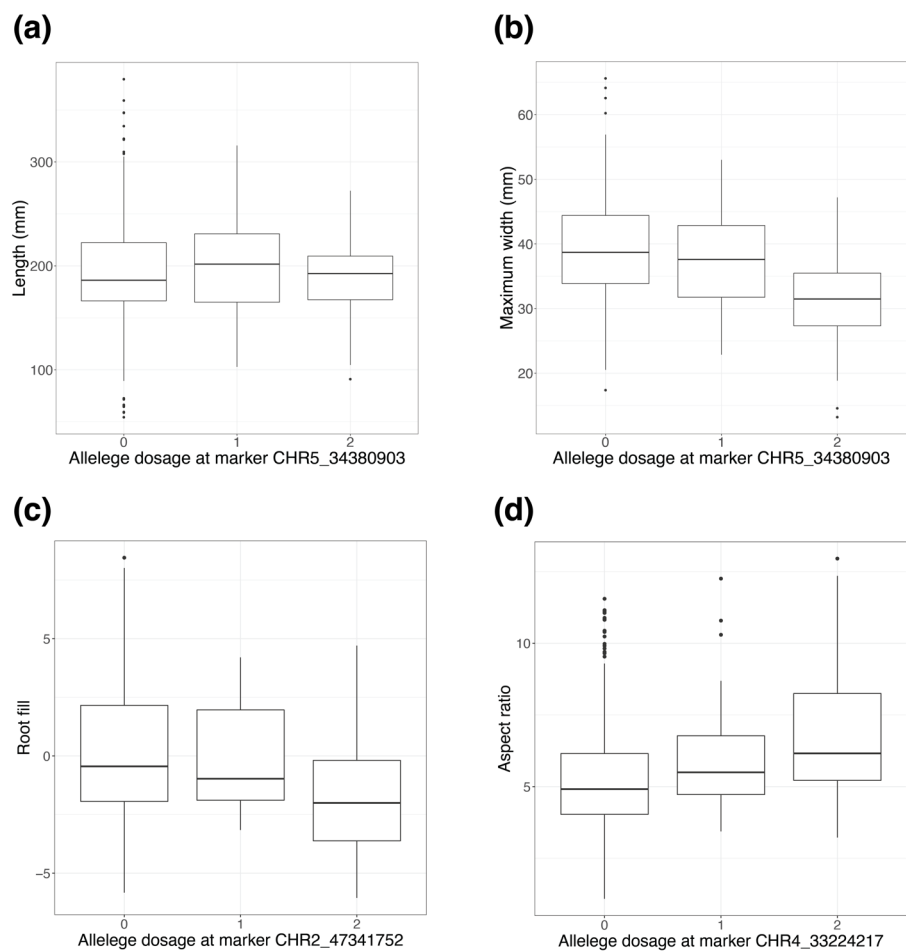 (a)
Length (mm)
300
200
100
0 1 2
Allelege dosage at marker CHR5_34380903
(b)
Maximum width (mm)
60
50
40
30
20
0 1 2
Allelege dosage at marker CHR5_34380903
(c)
Root fill
5
0
−5
0 1 2
Allelege dosage at marker CHR2_47341752
(d)
Aspect ratio
10
5
0 1 2
Allelege dosage at marker CHR4_33224217